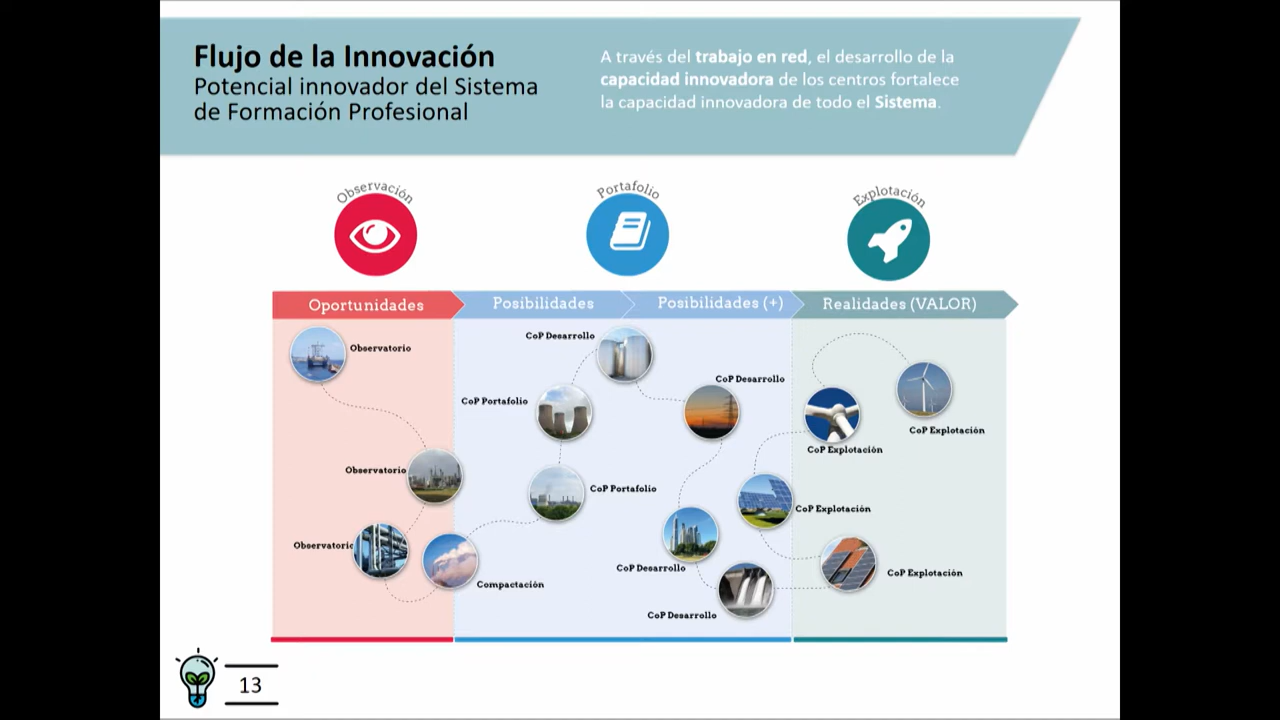 Flujo de la Innovación
Potencial innovador del Sistema
de Formación Profesional
A través del trabajo en red, el desarrollo de la
capacidad innovadora de los centros fortalece
la capacidad innovadora de todo el Sistema.
Observación
Portafolio
Explotación
Oportunidades
Posibilidades
Posibilidades (+)
Realidades (VALOR)
Observatorio
Observatorio
Observatorio
Compactación
CoP Desarrollo
CoP Portafolio
CoP Portafolio
CoP Desarrollo
CoP Desarrollo
CoP Desarrollo
CoP Explotación
CoP Explotación
CoP Explotación
CoP Explotación
13